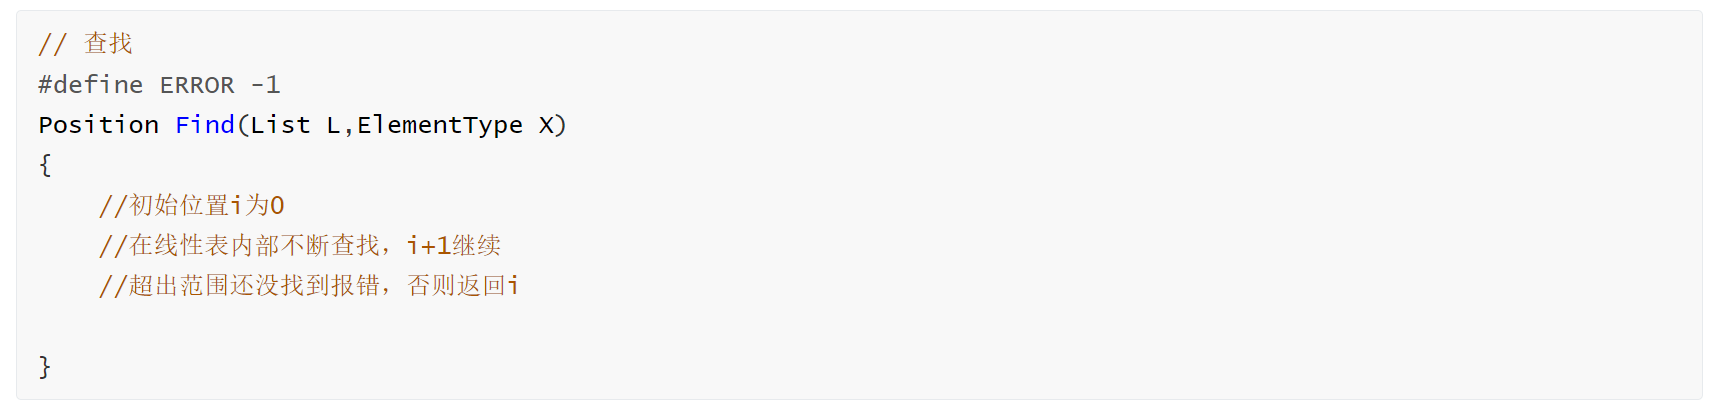 // 查找
#define ERROR -1
Position Find(List L,ElementType X)
{
    //初始位置i为0
    //在线性表内部不断查找，i+1继续
    //超出范围还没找到报错，否则返回i
}